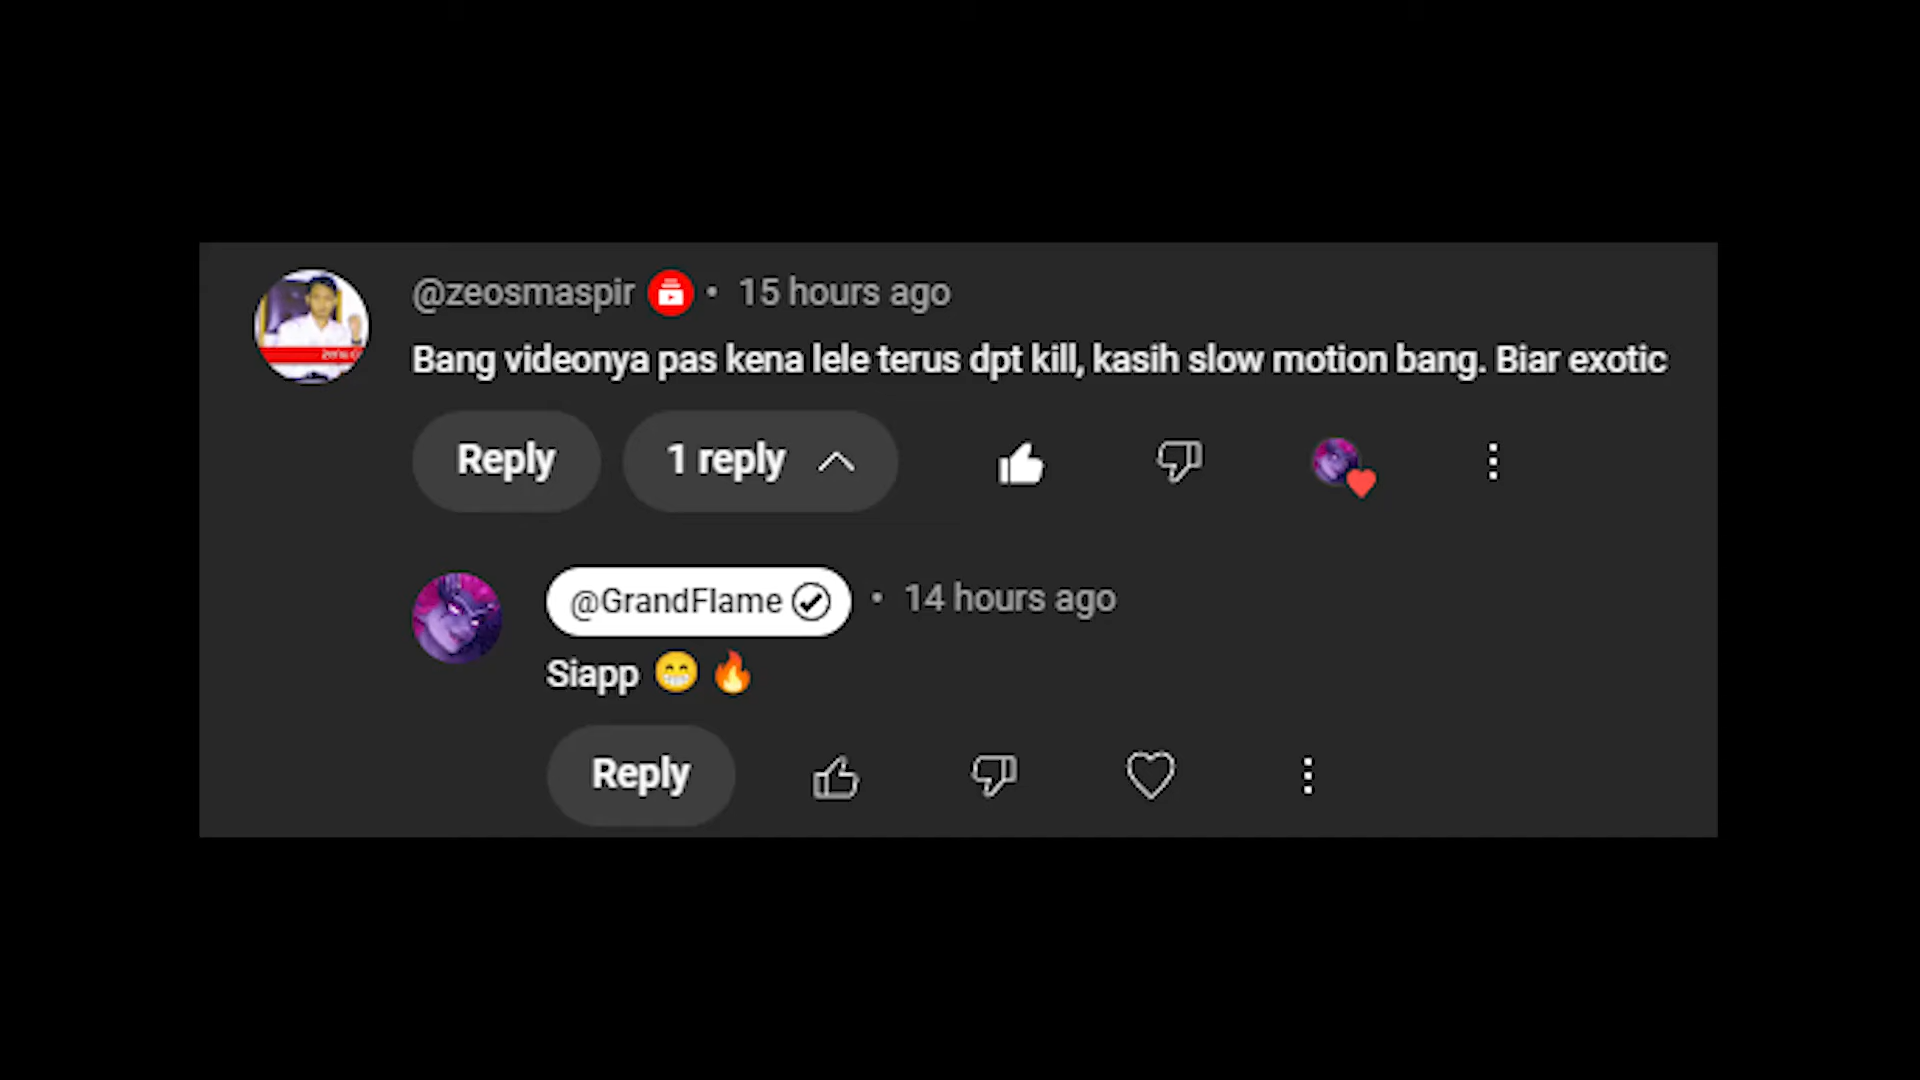 @zeosmaspir • 15 hours ago
Bang videonya pas kena lele terus dpt kill, kasih slow motion bang. Biar exotic
Reply 1 reply
@GrandFlame • 14 hours ago
Siapp 😁 🔥
Reply